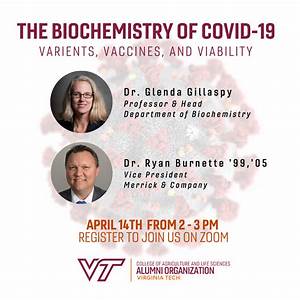 THE BIOCHEMISTRY OF COVID-19
VARIENTS, VACCINES, AND VIABILITY
Dr. Glenda Gillaspy
Professor & Head
Department of Biochemistry
Dr. Ryan Burnette '99,'05
Vice President
Merrick & Company
APRIL 14TH FROM 2 - 3 PM
REGISTER TO JOIN US ON ZOOM
VT
COLLEGE OF AGRICULTURE AND LIFE SCIENCES
ALUMNI ORGANIZATION
VIRGINIA TECH